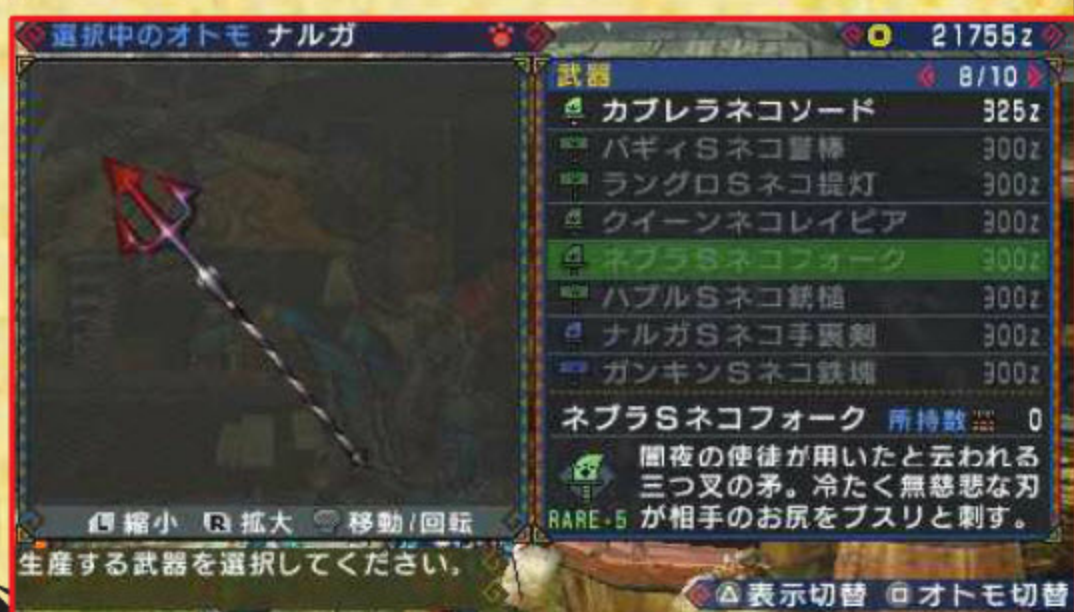 選択中のオトモ ナルガ
21755z
武器 8/10
カブレラネコソード 325z
バギィSネコ警棒 300z
ラングロSネコ提灯 300z
クイーンネコレイピア 300z
ネブラSネコフォーク 300z
ハプルSネコ銃槌 300z
ナルガSネコ手裏剣 300z
ガンキンSネコ鉄塊 300z
ネブラSネコフォーク 所持数 0
闇夜の使徒が用いたと云われる
三つ叉の矛。冷たく無慈悲な刃
RARE・5 が相手のお尻をブスリと刺す。
L 縮小 R 拡大 移動/回転
生産する武器を選択してください。
△表示切替 □オトモ切替